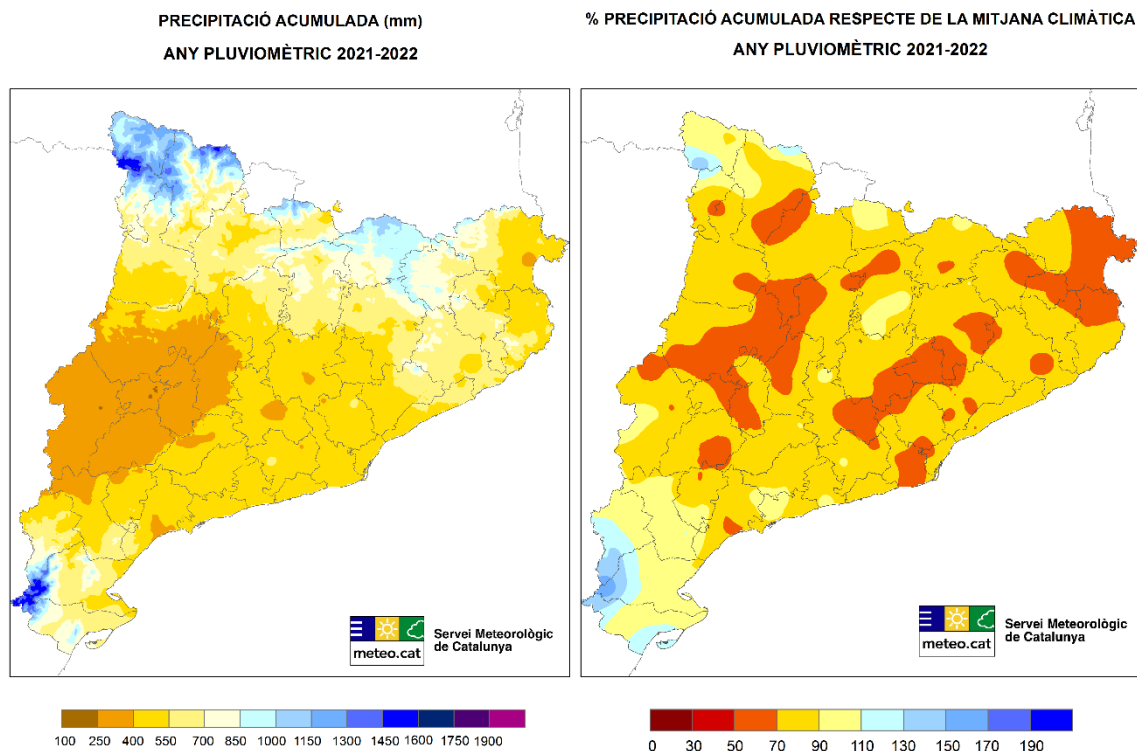 PRECIPITACIÓ ACUMULADA (mm)
ANY PLUVIOMÈTRIC 2021-2022
% PRECIPITACIÓ ACUMULADA RESPECTE DE LA MITJANA CLIMÀTICA
ANY PLUVIOMÈTRIC 2021-2022
meteo.cat
Servei Meteorològic
de Catalunya
meteo.cat
Servei Meteorològic
de Catalunya
100 250 400 550 700 850 1000 1150 1300 1450 1600 1750 1900
0 30 50 70 90 110 130 150 170 190